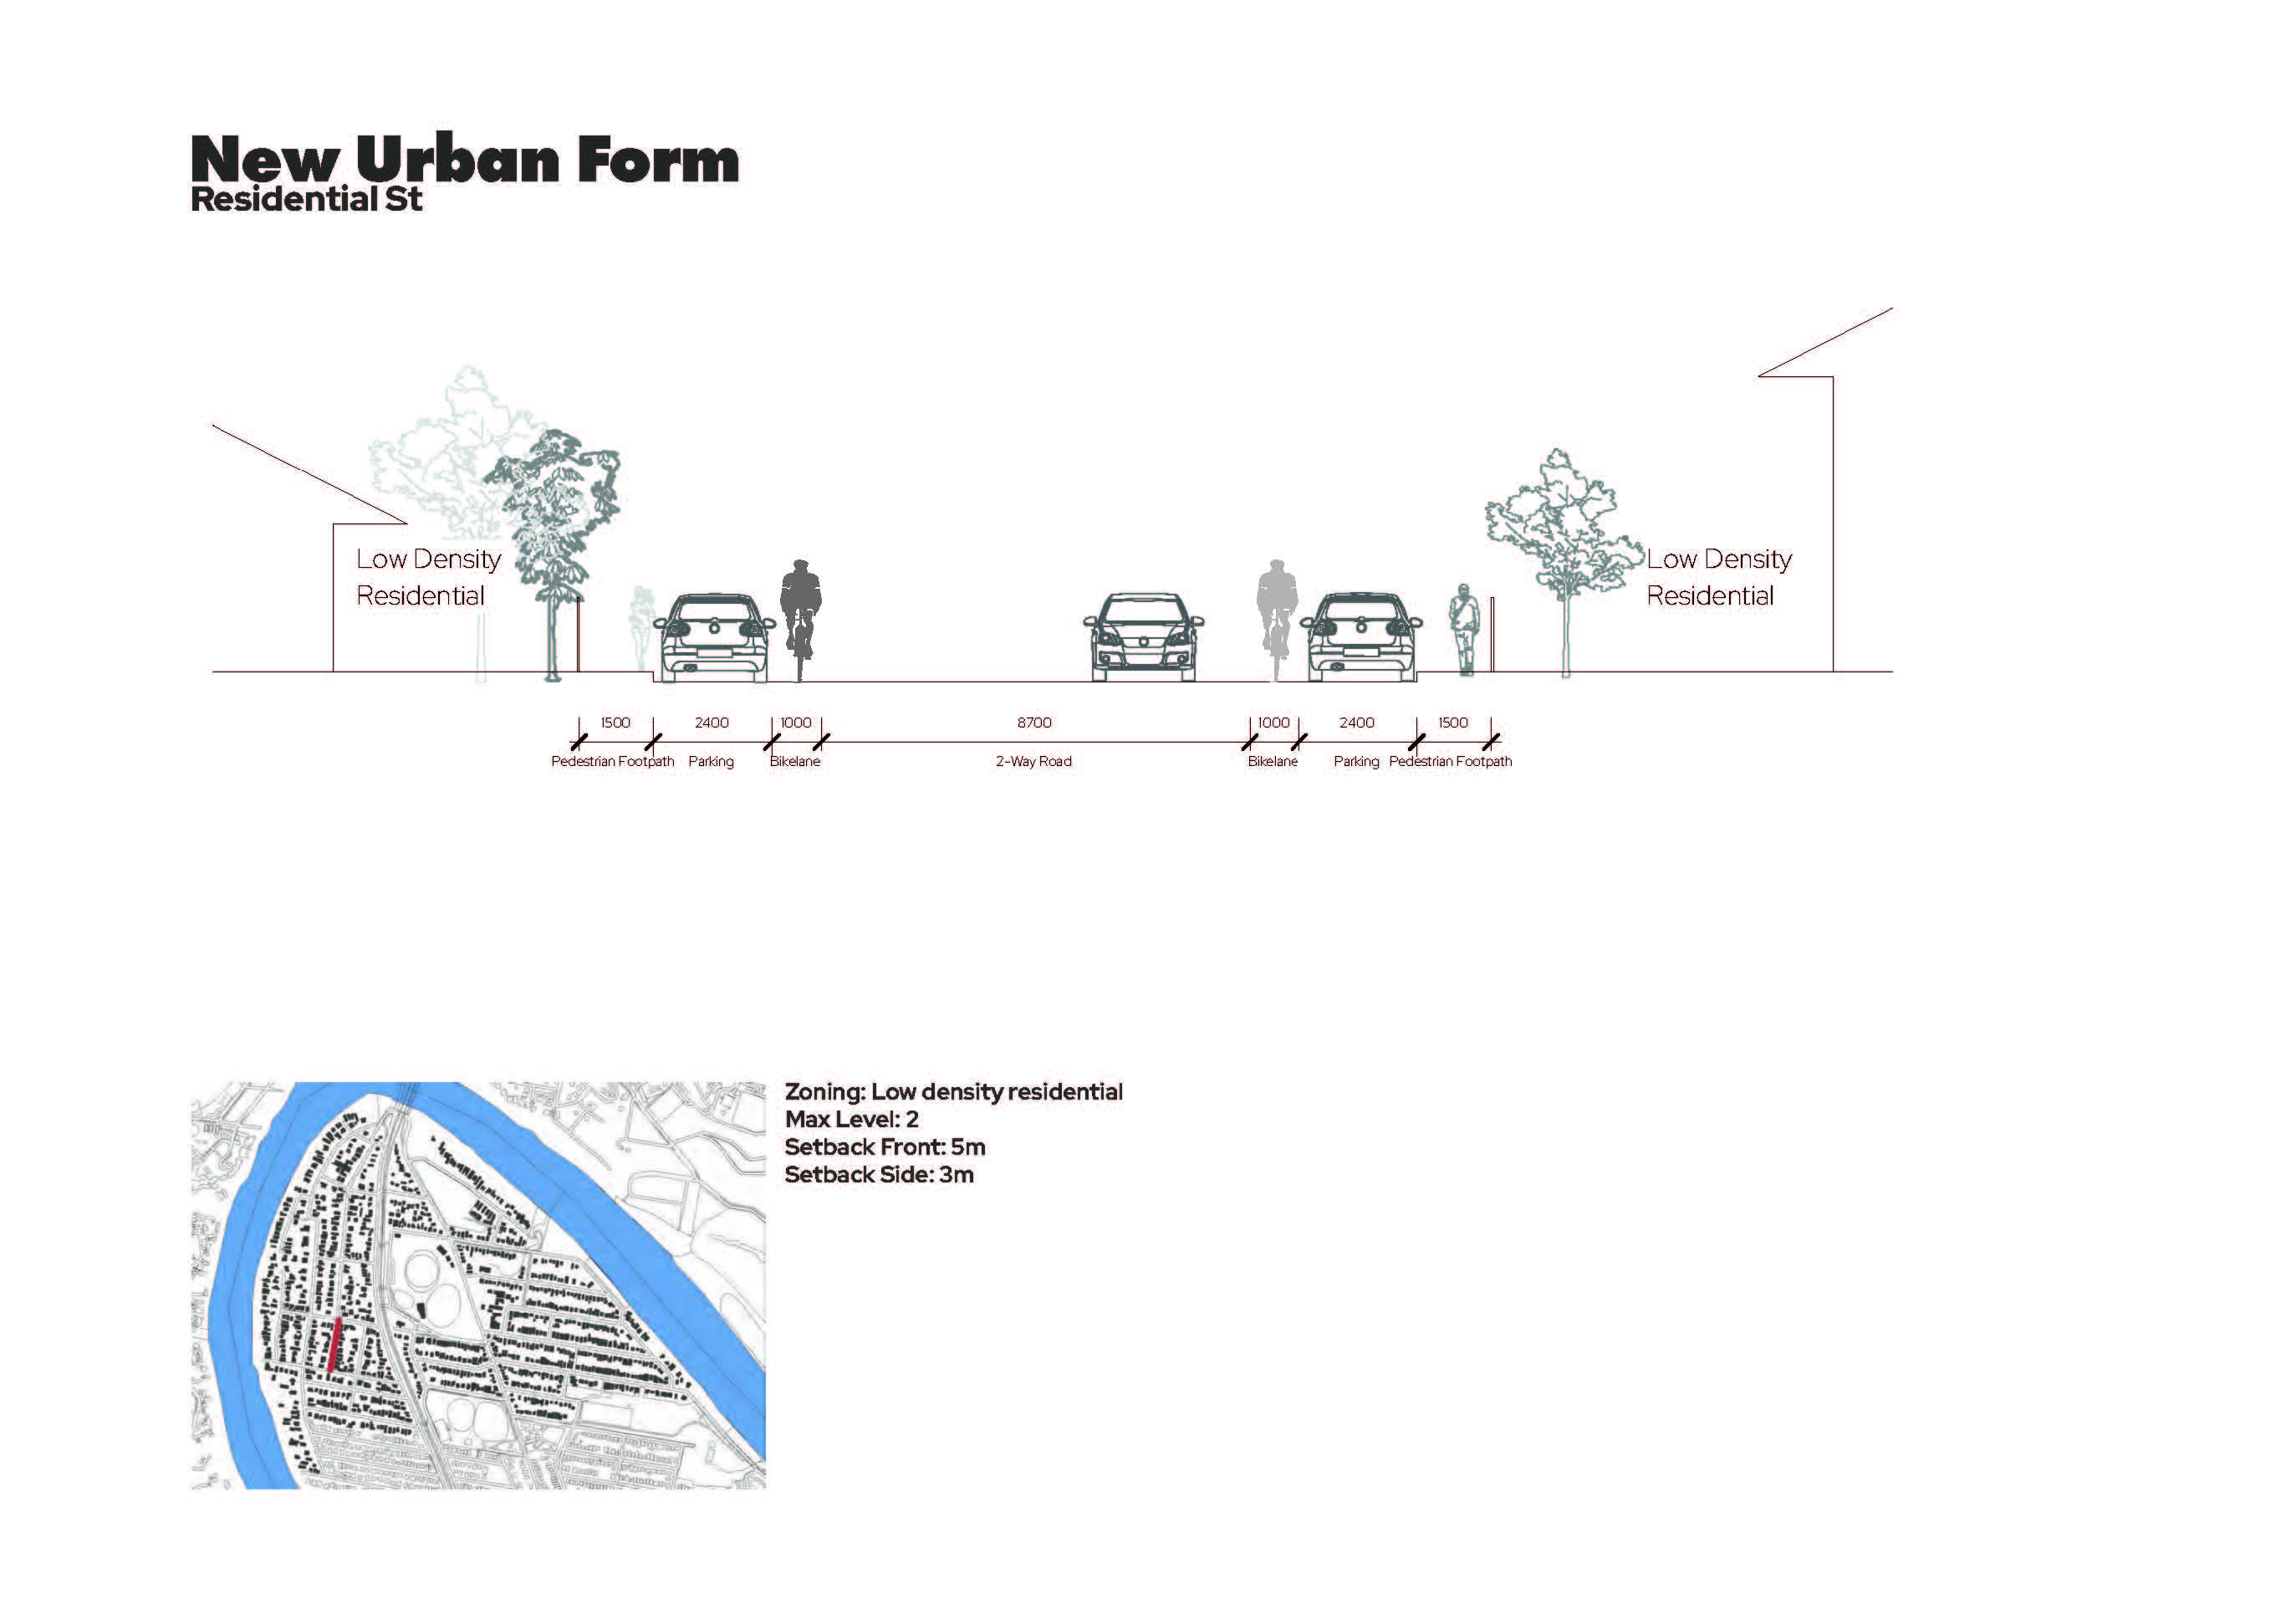 New Urban Form
Residential St
Low Density
Residential
Low Density
Residential
1500 2400 1000 8700 1000 2400 1500
Pedestrian Footpath Parking Bikelane 2-Way Road Bikelane Parking Pedestrian Footpath
Zoning: Low density residential
Max Level: 2
Setback Front: 5m
Setback Side: 3m